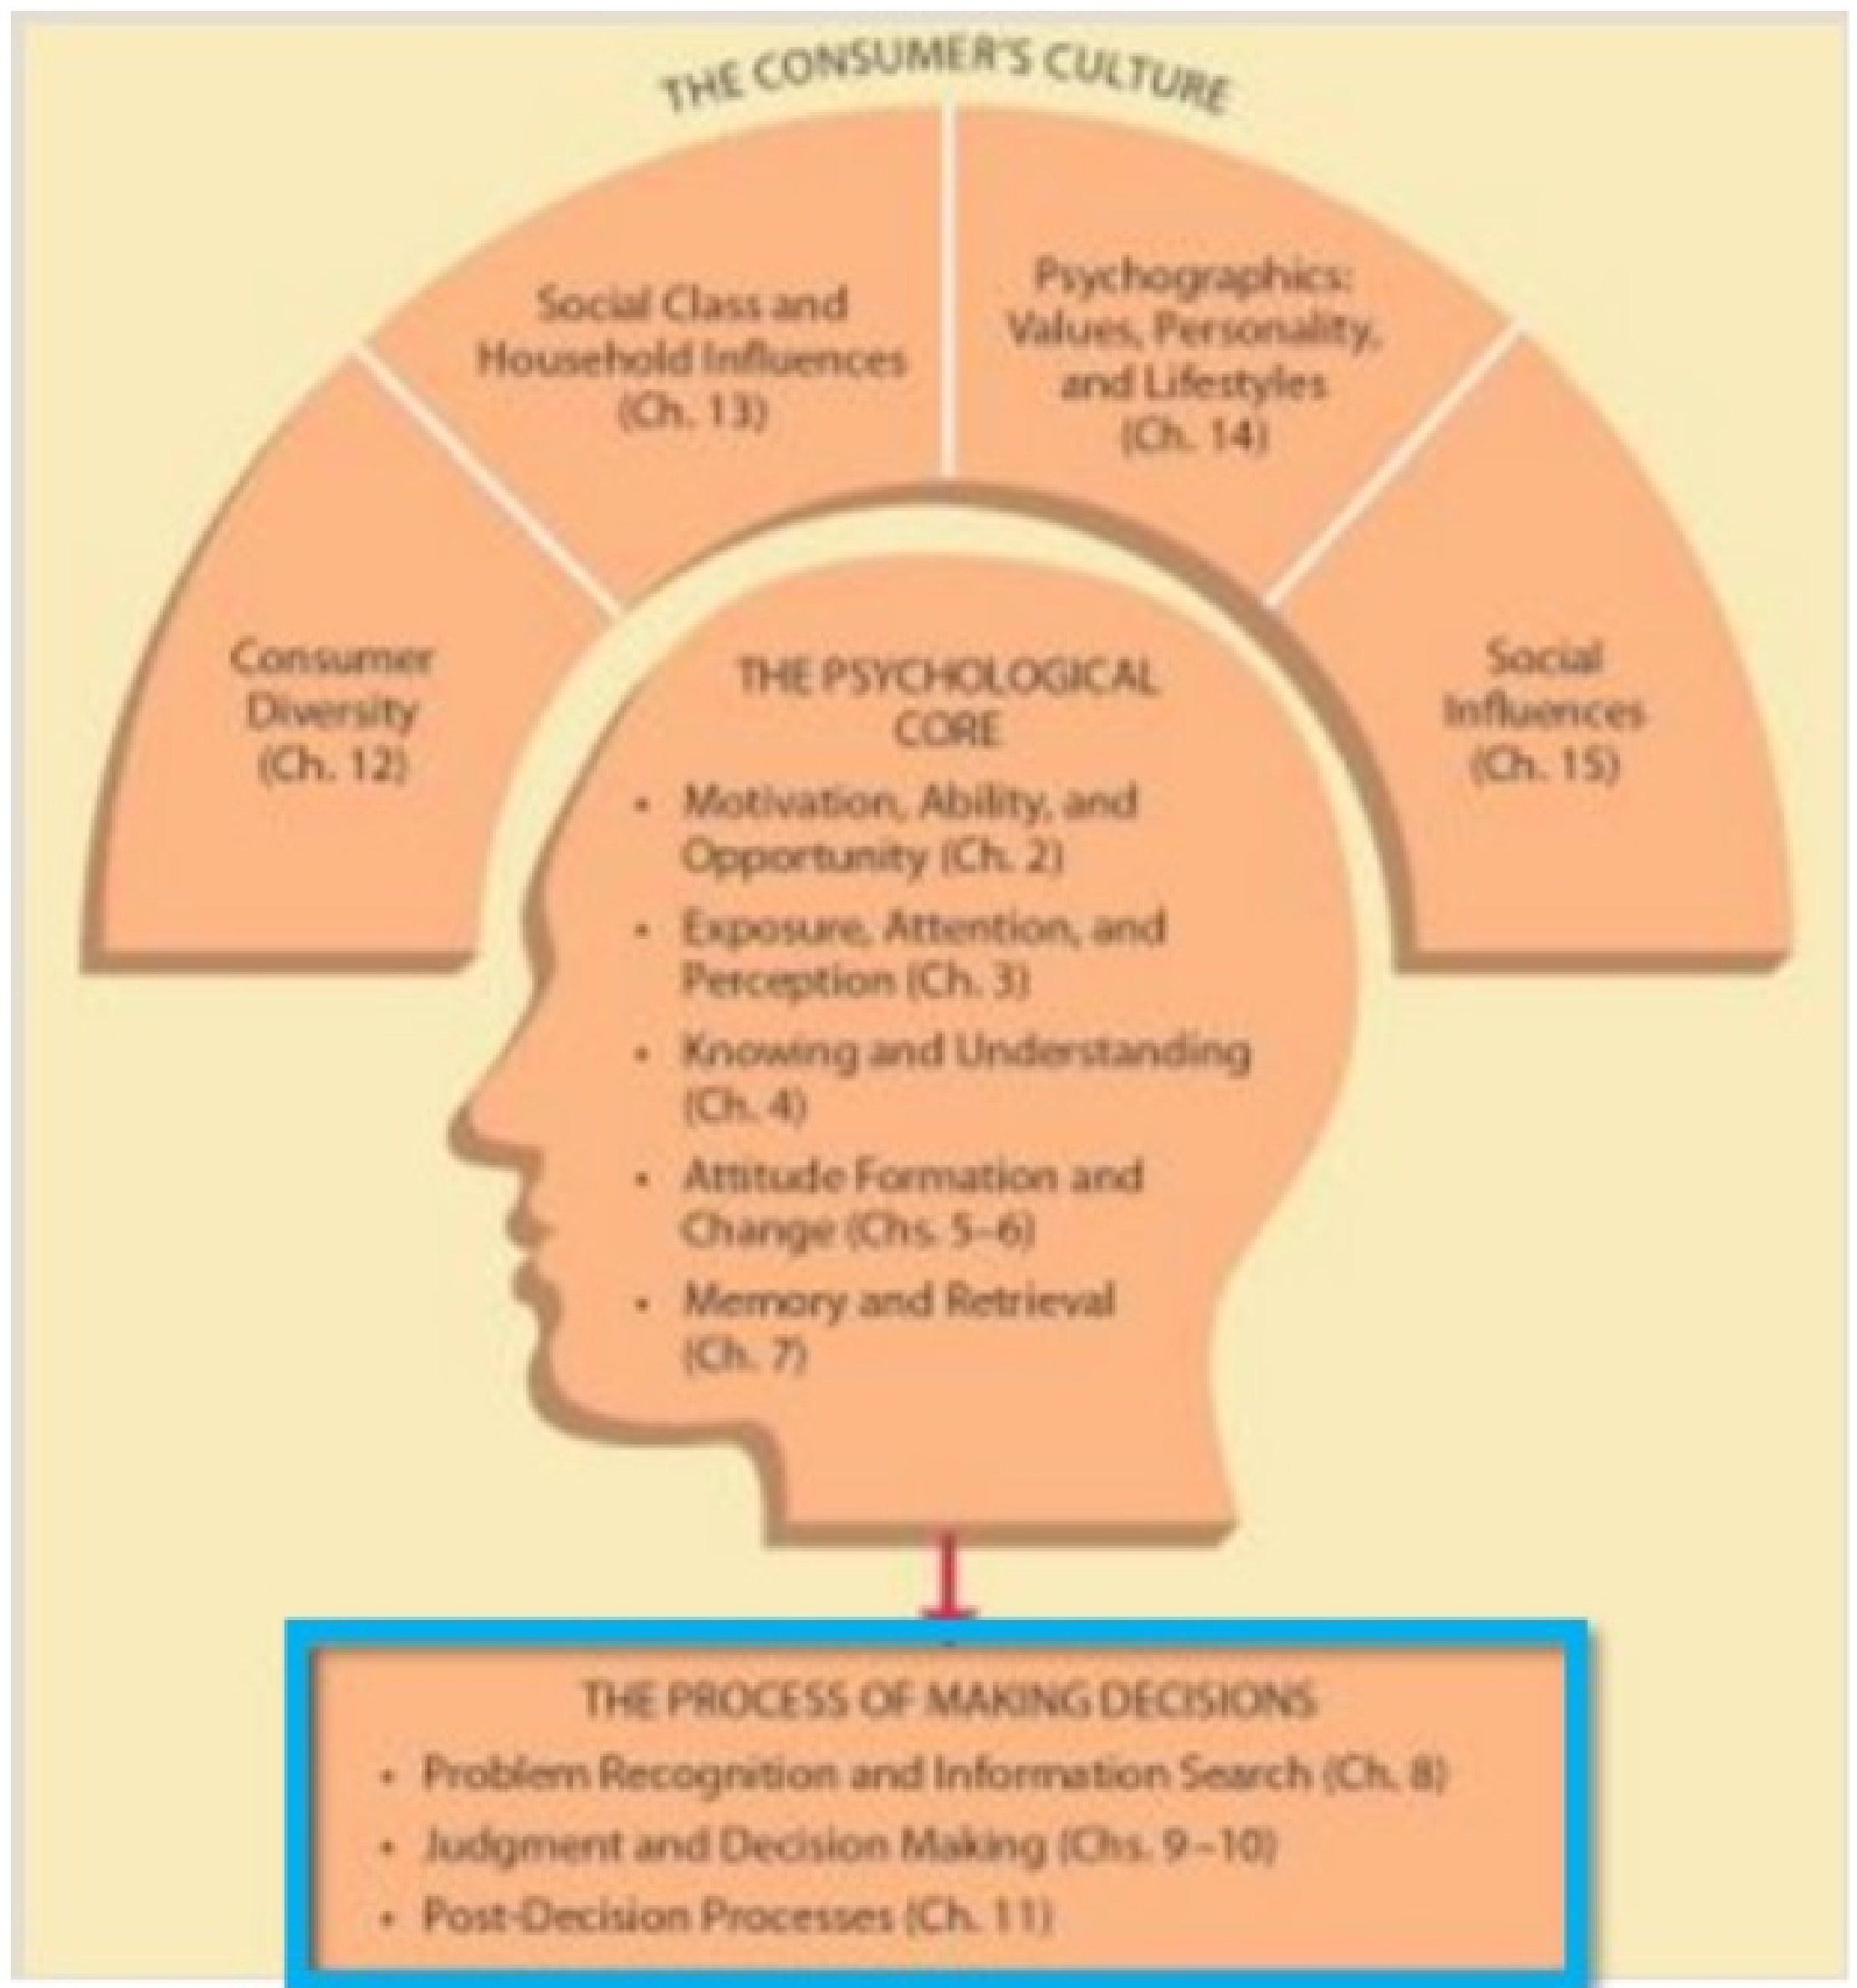 THE CONSUMER'S CULTURE
Social Class and
Household Influences
(Ch. 13)
Psychographics:
Values, Personality,
and Lifestyles
(Ch. 14)
Consumer
Diversity
(Ch. 12)
Social
Influences
(Ch. 15)
THE PSYCHOLOGICAL
CORE
• Motivation, Ability, and
Opportunity (Ch. 2)
• Exposure, Attention, and
Perception (Ch. 3)
• Knowing and Understanding
(Ch. 4)
• Attitude Formation and
Change (Chs. 5–6)
• Memory and Retrieval
(Ch. 7)
THE PROCESS OF MAKING DECISIONS
• Problem Recognition and Information Search (Ch. 8)
• Judgment and Decision Making (Chs. 9–10)
• Post-Decision Processes (Ch. 11)